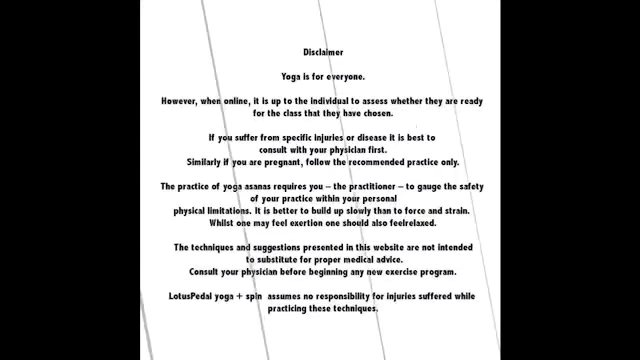 Disclaimer
Yoga is for everyone.
However, when online, it is up to the individual to assess whether they are ready
for the class that they have chosen.
If you suffer from specific injuries or disease it is best to
consult with your physician first.
Similarly if you are pregnant, follow the recommended practice only.
The practice of yoga asanas requires you – the practitioner – to gauge the safety
of your practice within your personal
physical limitations. It is better to build up slowly than to force and strain.
Whilst one may feel exertion one should also feelrelaxed.
The techniques and suggestions presented in this website are not intended
to substitute for proper medical advice.
Consult your physician before beginning any new exercise program.
LotusPedal yoga + spin assumes no responsibility for injuries suffered while
practicing these techniques.